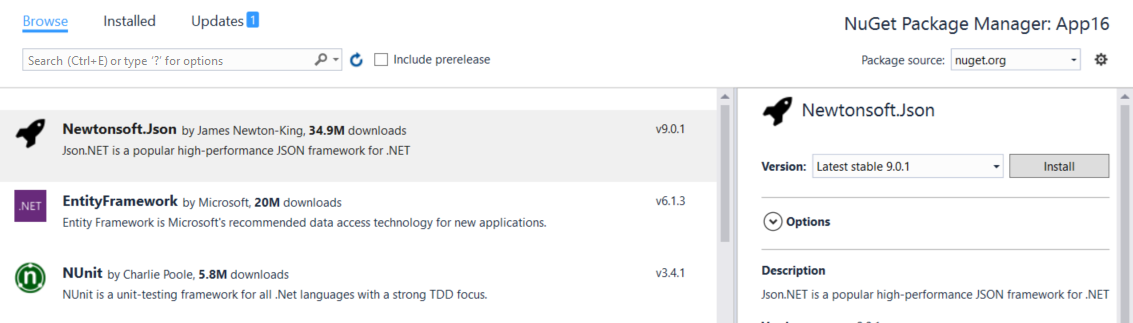 Browse Installed Updates 1 NuGet Package Manager: App16
Search (Ctrl+E) or type '?' for options Include prerelease Package source: nuget.org
Newtonsoft.Json by James Newton-King, 34.9M downloads v9.0.1
Json.NET is a popular high-performance JSON framework for .NET
.NET EntityFramework by Microsoft, 20M downloads v6.1.3
Entity Framework is Microsoft's recommended data access technology for new applications.
n NUnit by Charlie Poole, 5.8M downloads v3.4.1
NUnit is a unit-testing framework for all .Net languages with a strong TDD focus.
Newtonsoft.Json
Version: Latest stable 9.0.1 Install
Options
Description
Json.NET is a popular high-performance JSON framework for .NET